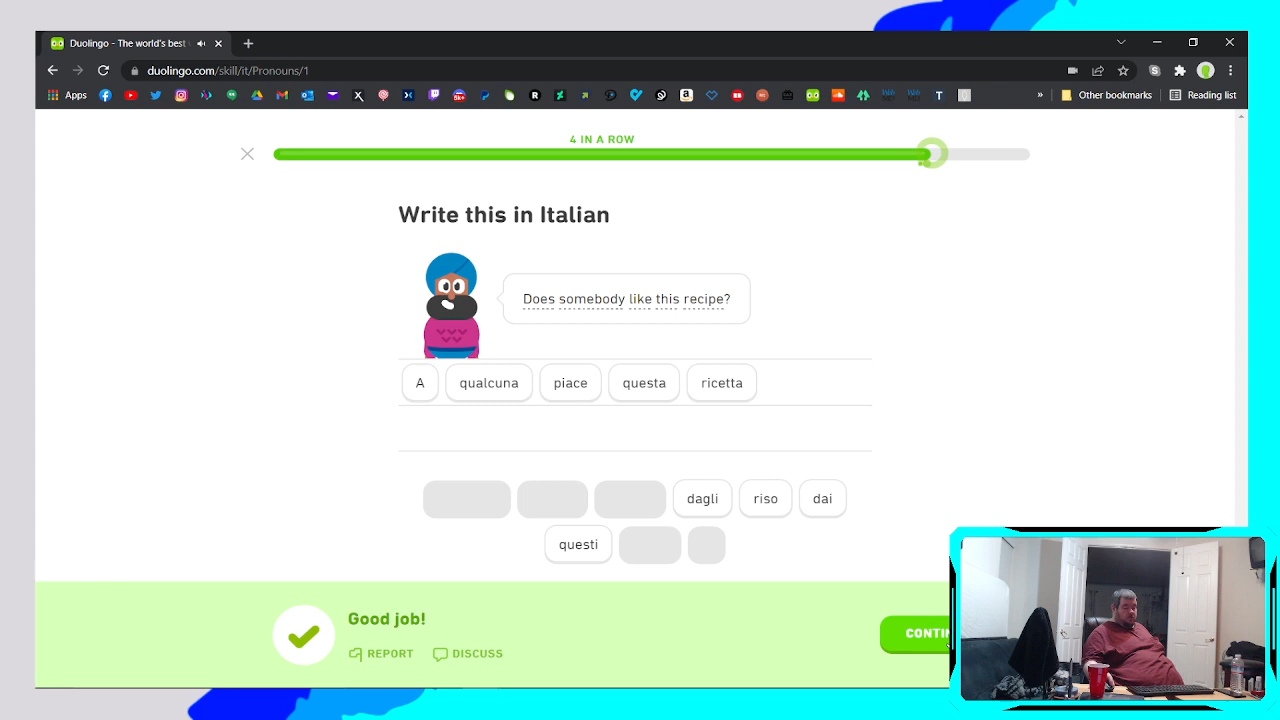 Duolingo - The world's best
duolingo.com/skill/it/Pronouns/1
Apps
Other bookmarks
Reading list
4 IN A ROW
Write this in Italian
Does somebody like this recipe?
A qualcuna piace questa ricetta
dagli riso dai
questi
Good job!
REPORT DISCUSS
CONTIN